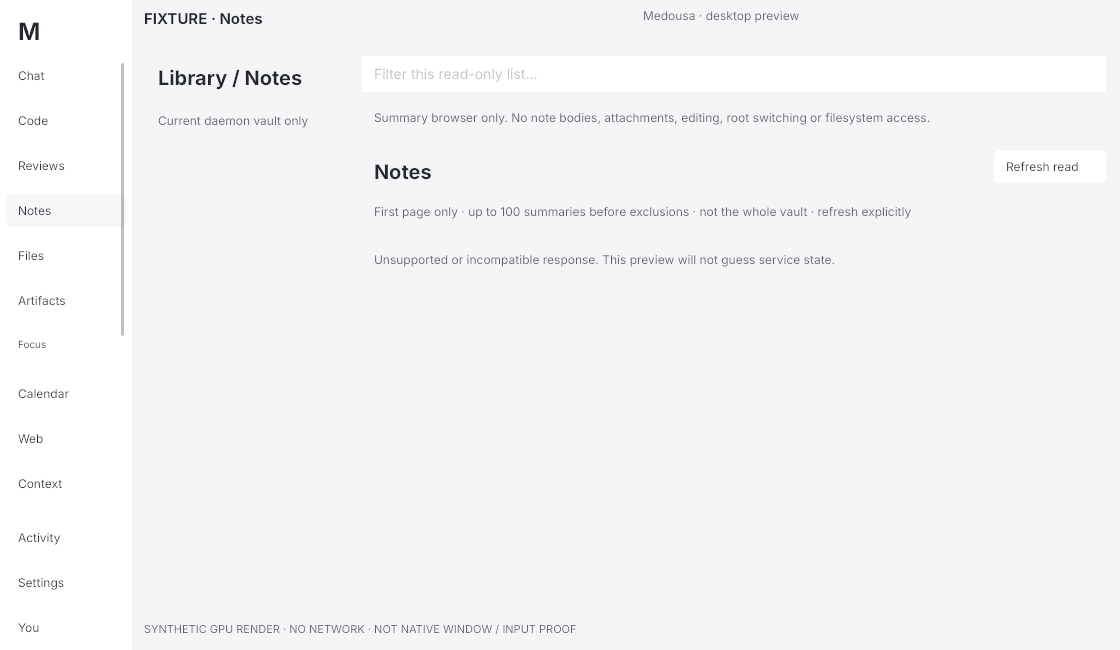 M
Chat
Code
Reviews
Notes
Files
Artifacts
Focus
Calendar
Web
Context
Activity
Settings
You
FIXTURE · Notes
Medousa · desktop preview
Library / Notes
Current daemon vault only
Filter this read-only list...
Summary browser only. No note bodies, attachments, editing, root switching or filesystem access.
Notes
Refresh read
First page only · up to 100 summaries before exclusions · not the whole vault · refresh explicitly
Unsupported or incompatible response. This preview will not guess service state.
SYNTHETIC GPU RENDER · NO NETWORK · NOT NATIVE WINDOW / INPUT PROOF